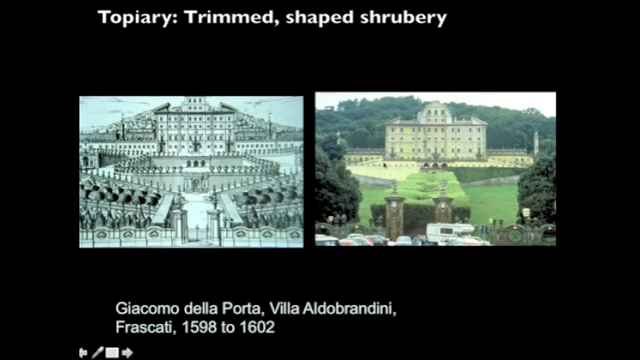 Topiary: Trimmed, shaped shrubery
Giacomo della Porta, Villa Aldobrandini,
Frascati, 1598 to 1602